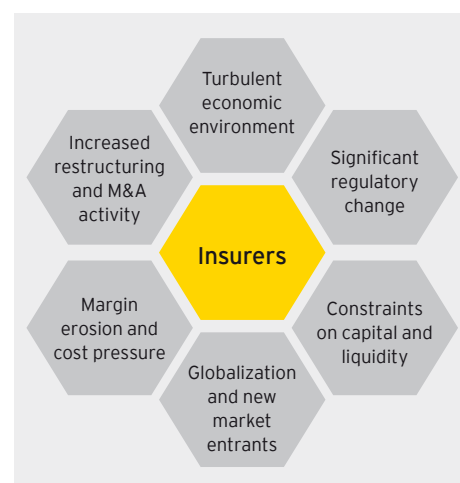 Turbulent
economic
environment
Increased
restructuring
and M&A
activity
Significant
regulatory
change
Insurers
Margin
erosion and
cost pressure
Constraints
on capital and
liquidity
Globalization
and new
market
entrants